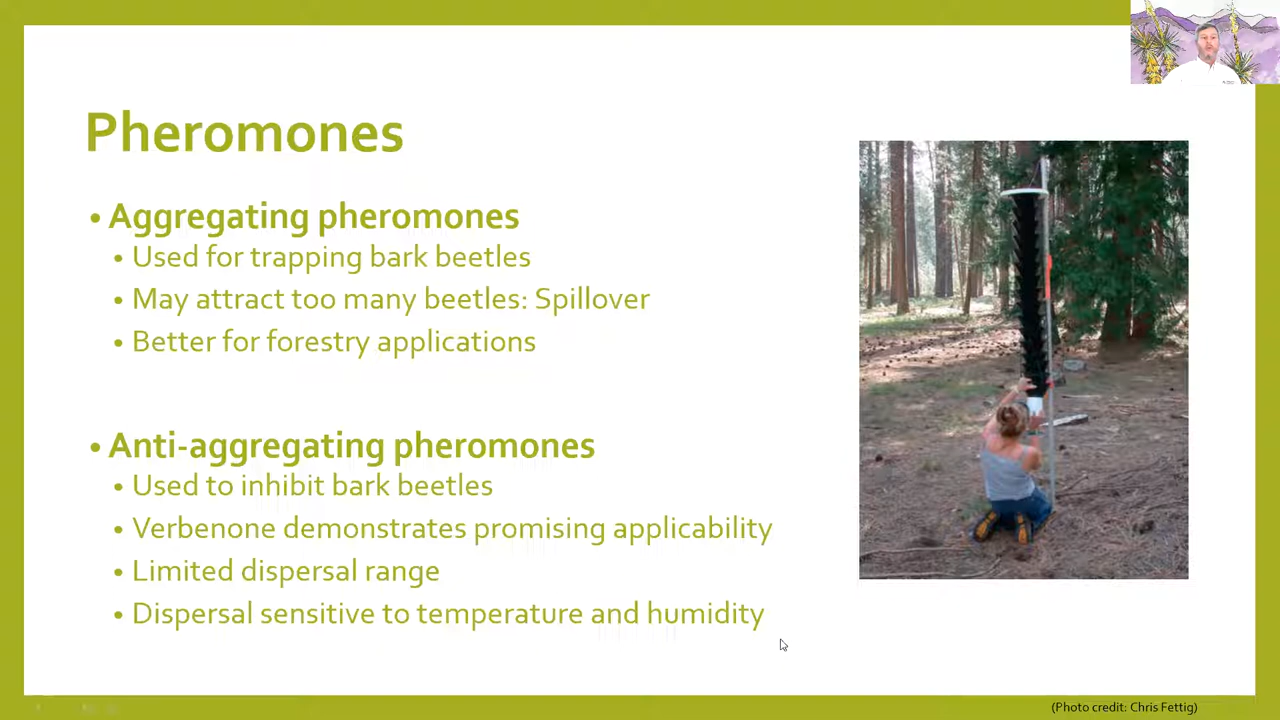 Pheromones
• Aggregating pheromones
• Used for trapping bark beetles
• May attract too many beetles: Spillover
• Better for forestry applications
• Anti-aggregating pheromones
• Used to inhibit bark beetles
• Verbenone demonstrates promising applicability
• Limited dispersal range
• Dispersal sensitive to temperature and humidity
(Photo credit: Chris Fettig)